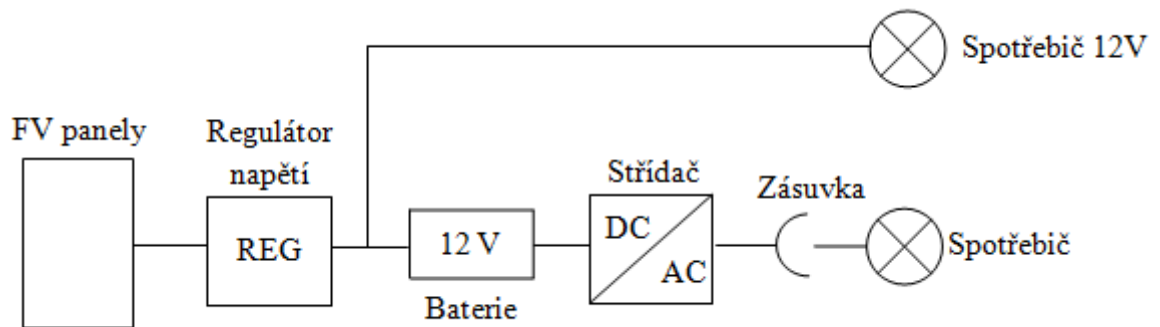 Spotřebič 12V
FV panely
Regulátor
napětí
REG
12 V
Baterie
Střídač
DC
AC
Zásuvka
Spotřebič